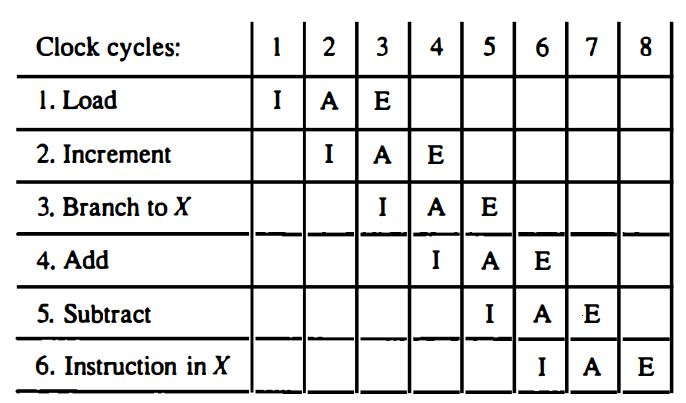 Clock cycles: 1 2 3 4 5 6 7 8
1. Load I A E
2. Increment I A E
3. Branch to X I A E
4. Add I A E
5. Subtract I A E
6. Instruction in X I A E